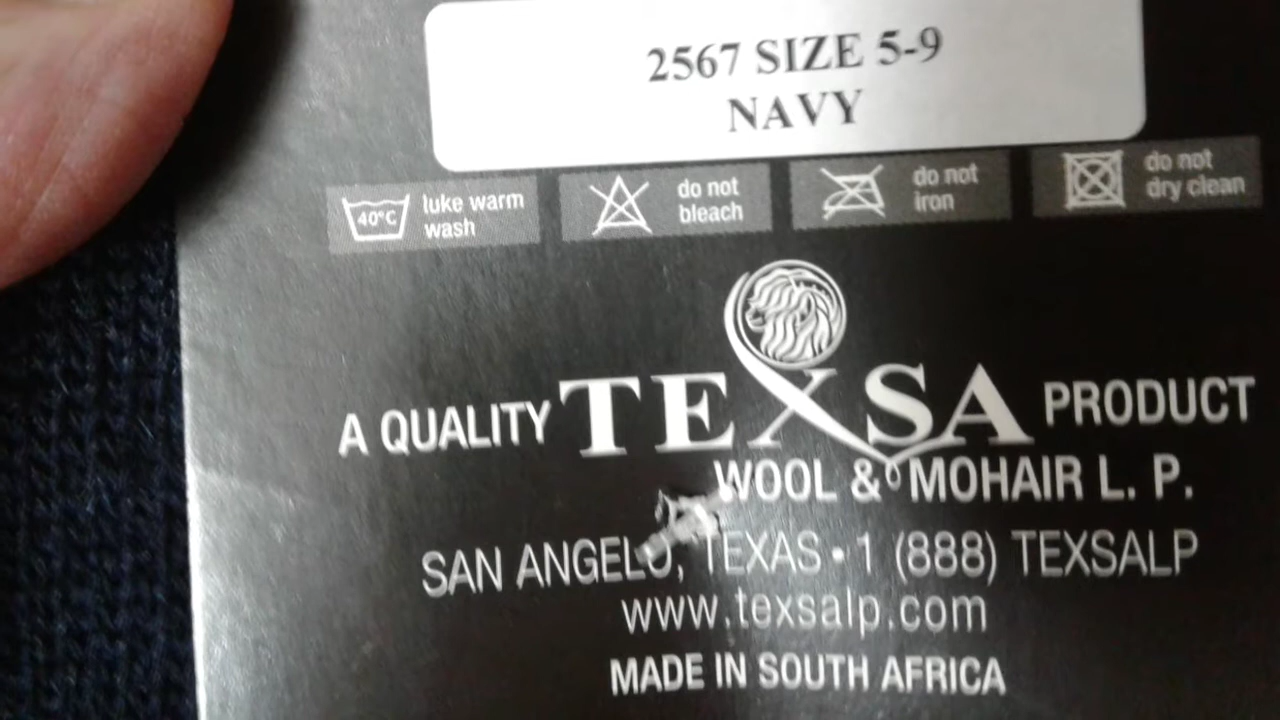 2567 SIZE 5-9
NAVY
40°C luke warm wash
do not bleach
do not iron
do not dry clean
A QUALITY TEXSA PRODUCT
WOOL & MOHAIR L. P.
SAN ANGELO, TEXAS • 1 (888) TEXSALP
www.texsalp.com
MADE IN SOUTH AFRICA